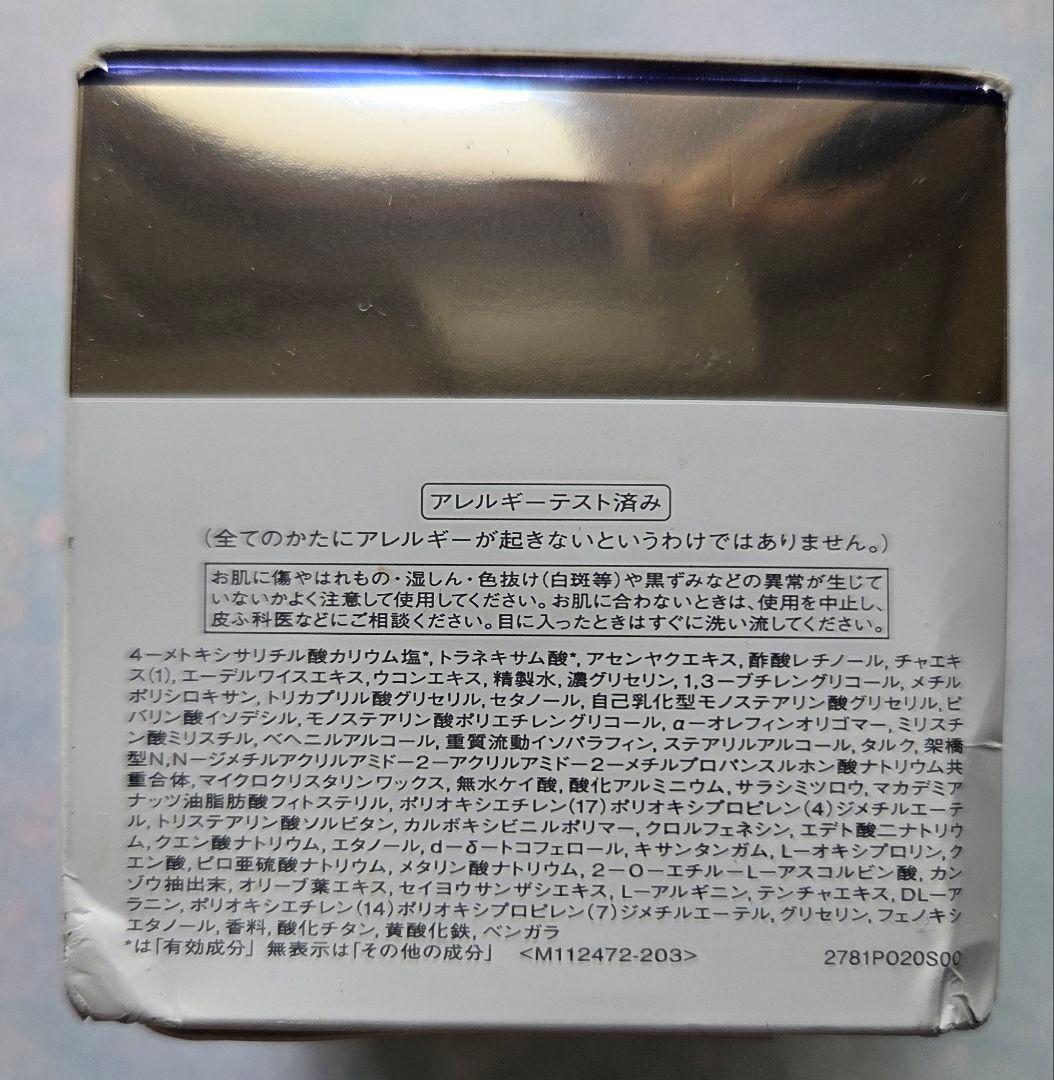 アレルギーテスト済み
(全てのかたにアレルギーが起きないというわけではありません。)
お肌に傷やはれもの・湿しん・色抜け(白斑等)や黒ずみなどの異常が生じて
いないかよく注意して使用してください。お肌に合わないときは、使用を中止し、
皮ふ科医などにご相談ください。目に入ったときはすぐに洗い流してください。
4-メトキシサリチル酸カリウム塩*, トラネキサム酸*, アセンヤクエキス, 酢酸レチノール, チャエキ
ス(1), エーデルワイスエキス, ウコンエキス, 精製水, 濃グリセリン, 1,3-ブチレングリコール, メチル
ポリシロキサン, トリカプリル酸グリセリル, セタノール, 自己乳化型モノステアリン酸グリセリル, ピ
バリン酸イソデシル, モノステアリン酸ポリエチレングリコール, α-オレフィンオリゴマー, ミリスチ
ン酸ミリスチル, ベヘニルアルコール, 重質流動イソパラフィン, ステアリルアルコール, タルク, 架橋
型N,N-ジメチルアクリルアミド-2-アクリルアミド-2-メチルプロパンスルホン酸ナトリウム共
重合体, マイクロクリスタリンワックス, 無水ケイ酸, 酸化アルミニウム, サラシミツロウ, マカデミア
ナッツ油脂肪酸フィトステリル, ポリオキシエチレン(17)ポリオキシプロピレン(4)ジメチルエーテ
ル, トリステアリン酸ソルビタン, カルボキシビニルポリマー, クロルフェネシン, エデト酸二ナトリウ
ム, クエン酸ナトリウム, エタノール, d-δ-トコフェロール, キサンタンガム, L-オキシプロリン, ク
エン酸, ピロ亜硫酸ナトリウム, メタリン酸ナトリウム, 2-O-エチル-L-アスコルビン酸, カン
ゾウ抽出末, オリーブ葉エキス, セイヨウサンザシエキス, L-アルギニン, テンチャエキス, DL-ア
ラニン, ポリオキシエチレン(14)ポリオキシプロピレン(7)ジメチルエーテル, グリセリン, フェノキシ
エタノール, 香料, 酸化チタン, 黄酸化鉄, ベンガラ
*は「有効成分」 無表示は「その他の成分」 <M112472-203> 2781P020S00